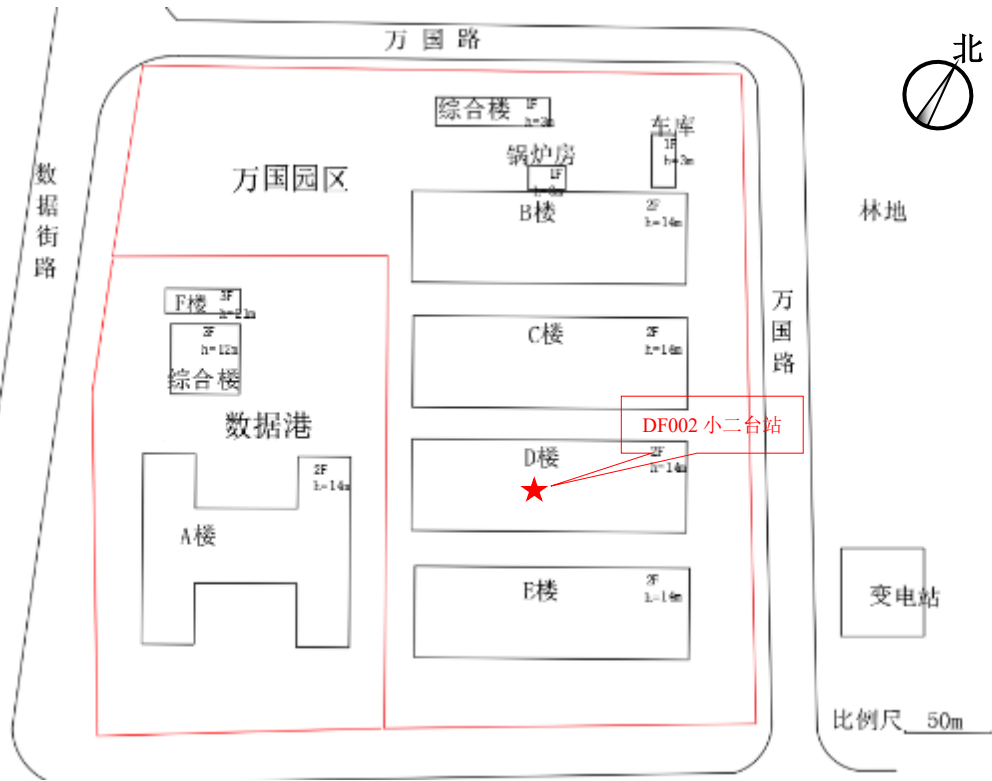 万国路
北
综合楼
1F
h=3m
车库
1F
h=3m
锅炉房
1F
数据街路
万国园区
B楼
2F
h=14m
林地
F楼
3F
3F
h=12m
综合楼
C楼
2F
h=14m
万国路
数据港
DF002 小二台站
D楼
2F
h=14m
2F
h=14m
A楼
E楼
2F
h=14m
变电站
比例尺 50m